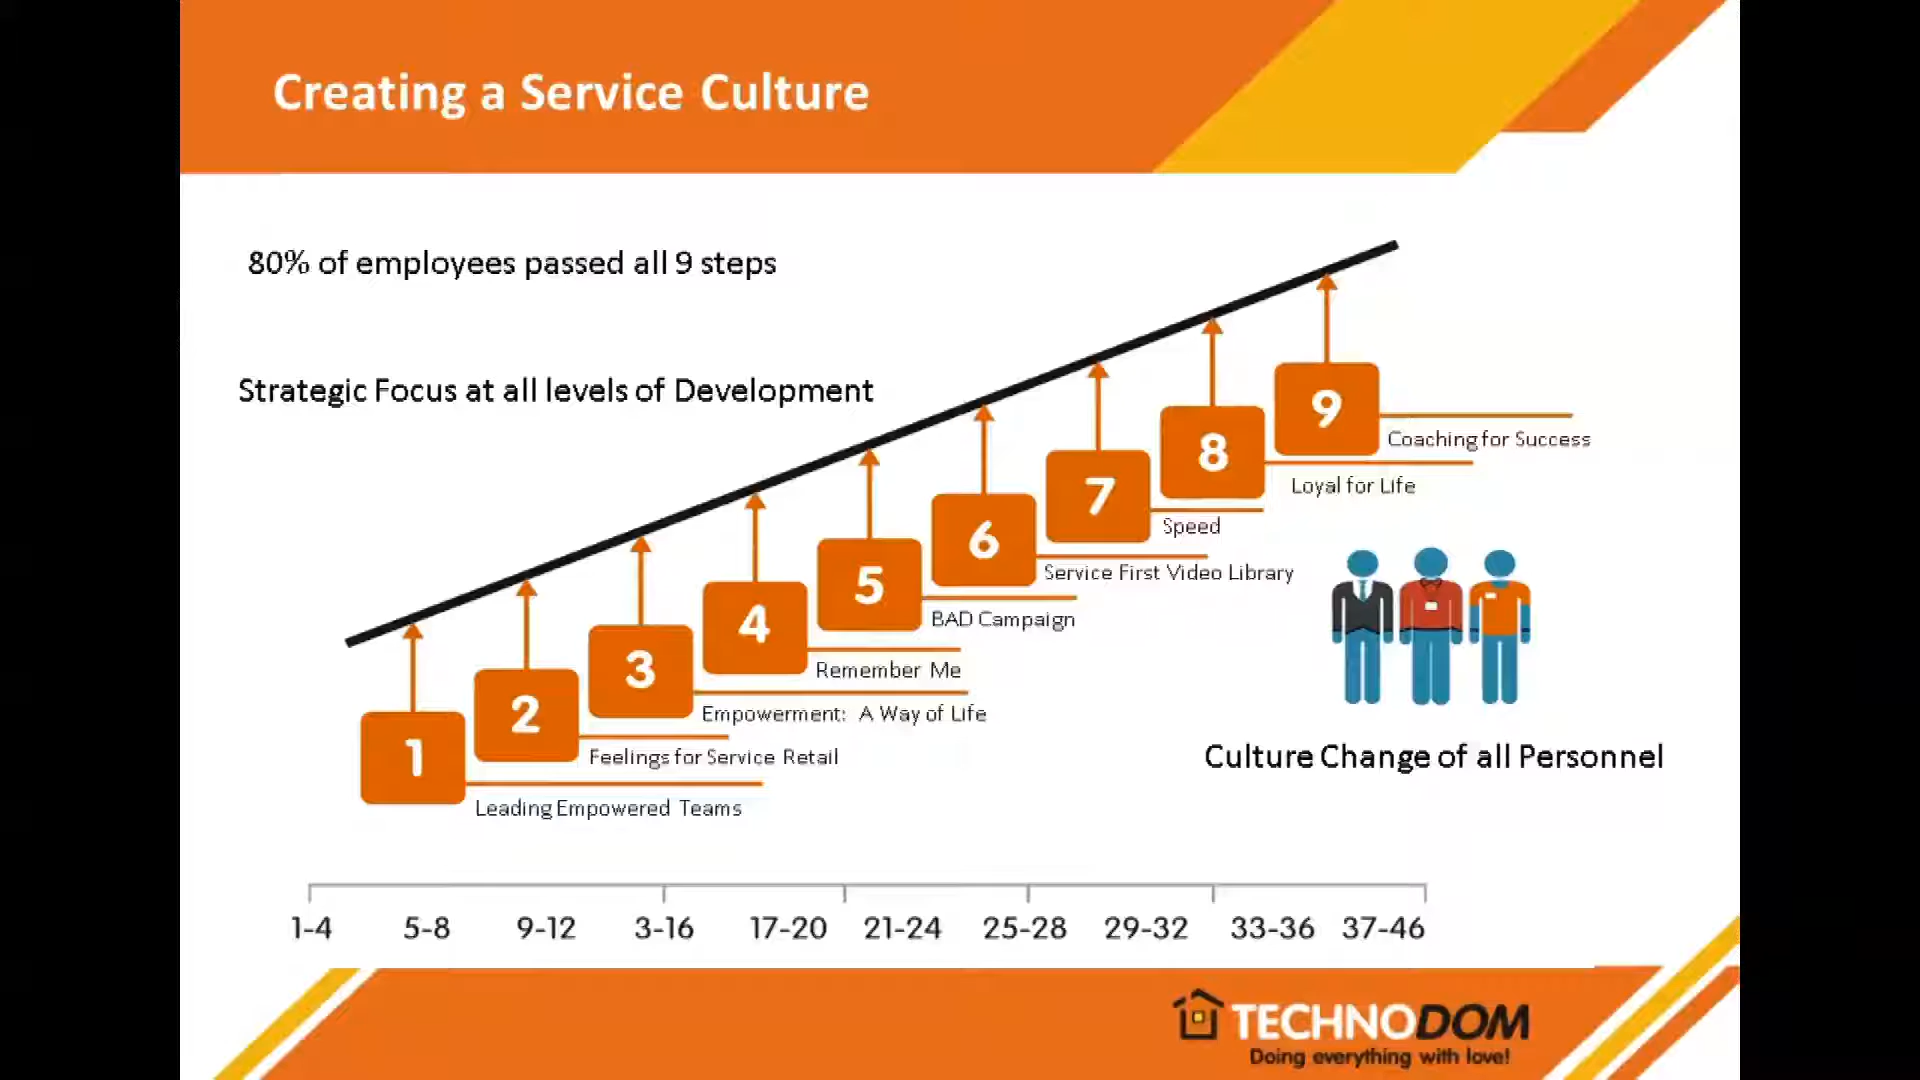 Creating a Service Culture
80% of employees passed all 9 steps
Strategic Focus at all levels of Development
9
Coaching for Success
8
Loyal for Life
7
Speed
6
Service First Video Library
5
BAD Campaign
4
Remember Me
3
Empowerment: A Way of Life
2
Feelings for Service Retail
1
Leading Empowered Teams
Culture Change of all Personnel
1-4 5-8 9-12 3-16 17-20 21-24 25-28 29-32 33-36 37-46
TECHNODOM
Doing everything with love!